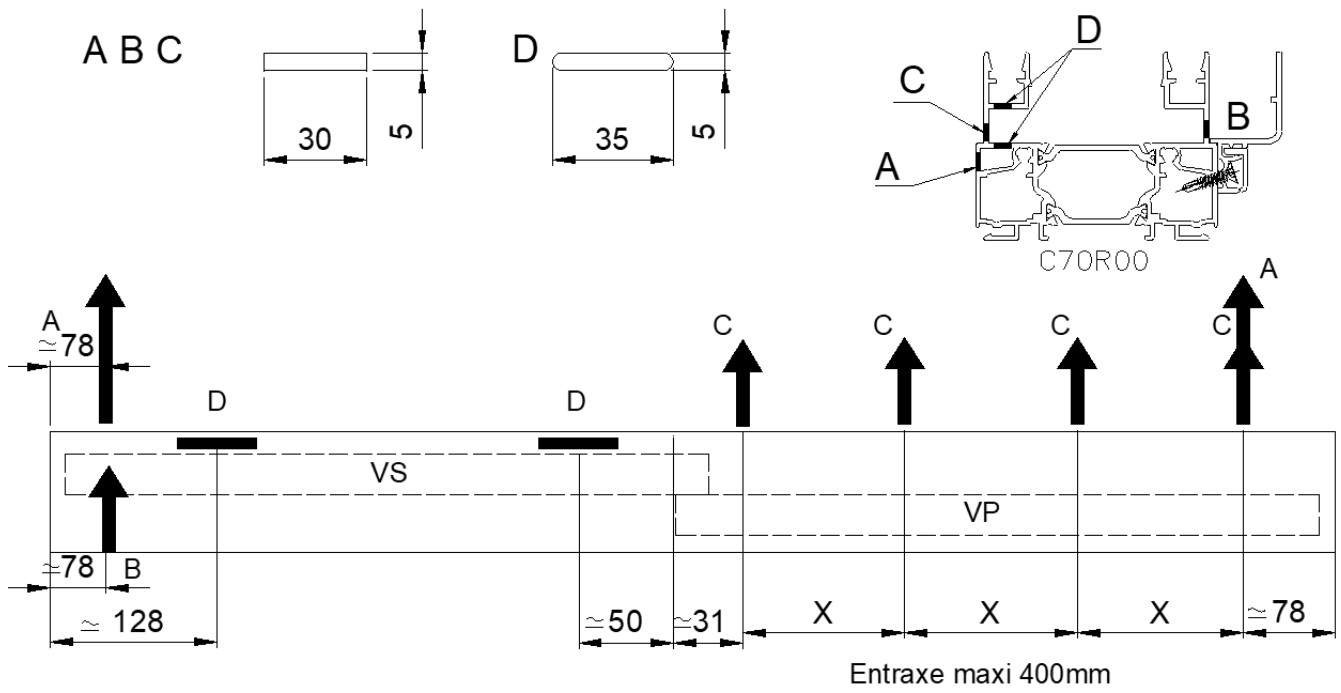 A B C
30
5
D
35
5
D
C
B
A
C70R00
A
≃78
D
D
C
C
C
C
A
VS
VP
≃78
B
≃ 128
≃50
≃31
X
X
X
≃78
Entraxe maxi 400mm